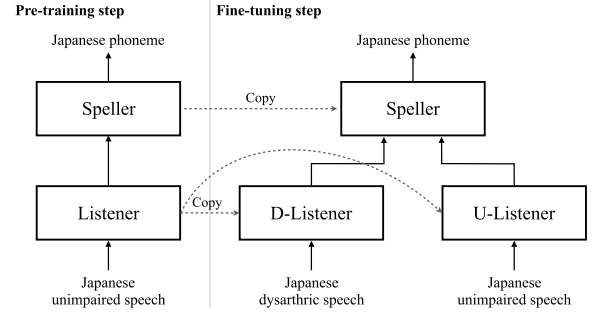 Pre-training step
Fine-tuning step
Japanese phoneme
Japanese phoneme
Speller
Copy
Speller
Listener
Copy
D-Listener
U-Listener
Japanese
unimpaired speech
Japanese
dysarthric speech
Japanese
unimpaired speech